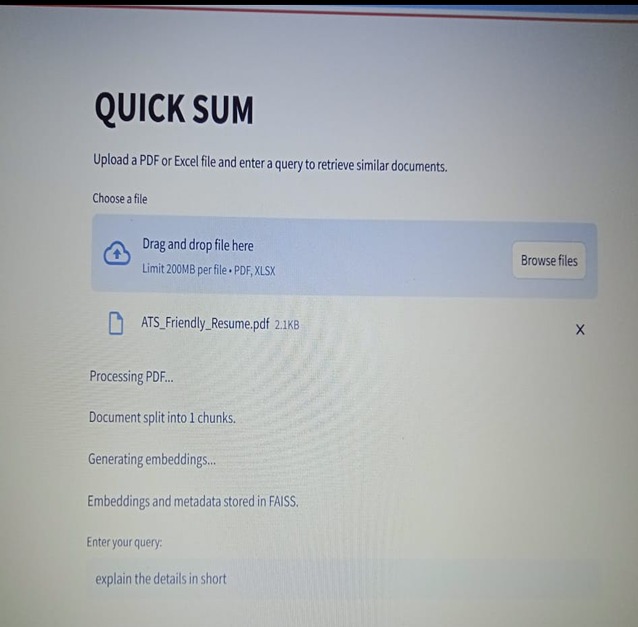 QUICK SUM
Upload a PDF or Excel file and enter a query to retrieve similar documents.
Choose a file
Drag and drop file here
Limit 200MB per file • PDF, XLSX
Browse files
ATS_Friendly_Resume.pdf 2.1KB
X
Processing PDF...
Document split into 1 chunks.
Generating embeddings...
Embeddings and metadata stored in FAISS.
Enter your query:
explain the details in short